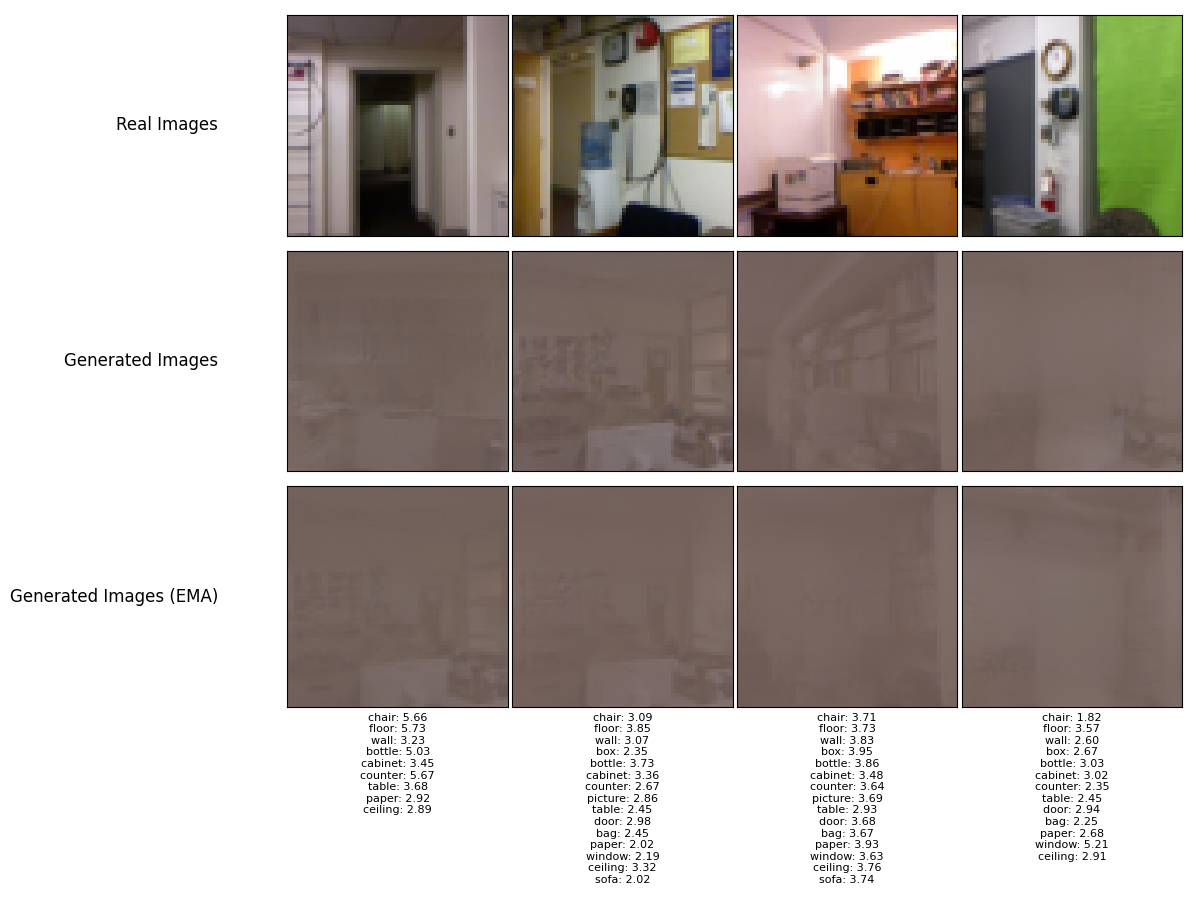 Real Images
Generated Images
Generated Images (EMA)
chair: 5.66
floor: 5.73
wall: 3.23
bottle: 5.03
cabinet: 3.45
counter: 5.67
table: 3.68
paper: 2.92
ceiling: 2.89
chair: 3.09
floor: 3.85
wall: 3.07
box: 2.35
bottle: 3.73
cabinet: 3.36
counter: 2.67
picture: 2.86
table: 2.45
door: 2.98
bag: 2.45
paper: 2.02
window: 2.19
ceiling: 3.32
sofa: 2.02
chair: 3.71
floor: 3.73
wall: 3.83
box: 3.95
bottle: 3.86
cabinet: 3.48
counter: 3.64
picture: 3.69
table: 2.93
door: 3.68
bag: 3.67
paper: 3.93
window: 3.63
ceiling: 3.76
sofa: 3.74
chair: 1.82
floor: 3.57
wall: 2.60
box: 2.67
bottle: 3.03
cabinet: 3.02
counter: 2.35
table: 2.45
door: 2.94
bag: 2.25
paper: 2.68
window: 5.21
ceiling: 2.91